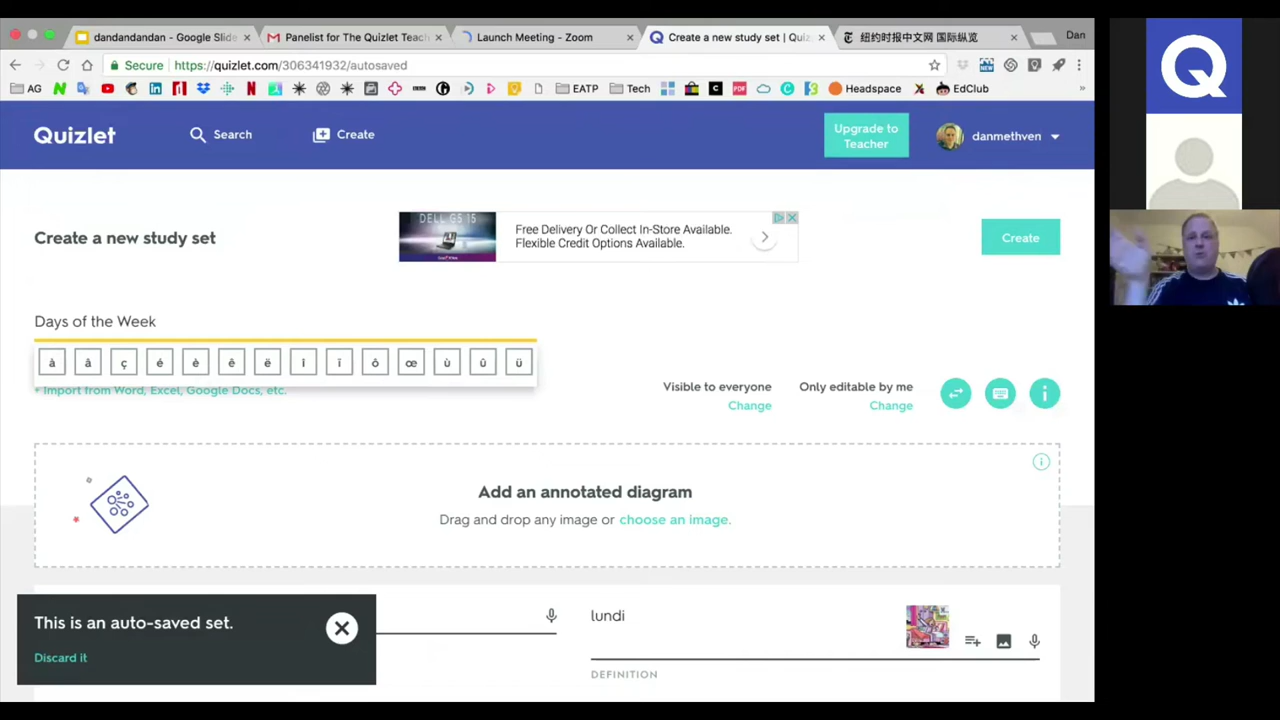 dandandandan - Google Slide
Panelist for The Quizlet Teach
Launch Meeting - Zoom
Create a new study set | Quiz
纽约时报中文网 国际纵览
Dan
Secure
https://quizlet.com/306341932/autosaved
AG
EATP
Tech
Headspace
EdClub
Quizlet
Search
Create
Upgrade to
Teacher
danmethven
Create a new study set
Free Delivery Or Collect In-Store Available.
Flexible Credit Options Available.
Create
Days of the Week
à â ç é è ê ë î ï ô œ ù û ü
+ Import from Word, Excel, Google Docs, etc.
Visible to everyone
Change
Only editable by me
Change
Add an annotated diagram
Drag and drop any image or choose an image.
This is an auto-saved set.
Discard it
lundi
DEFINITION